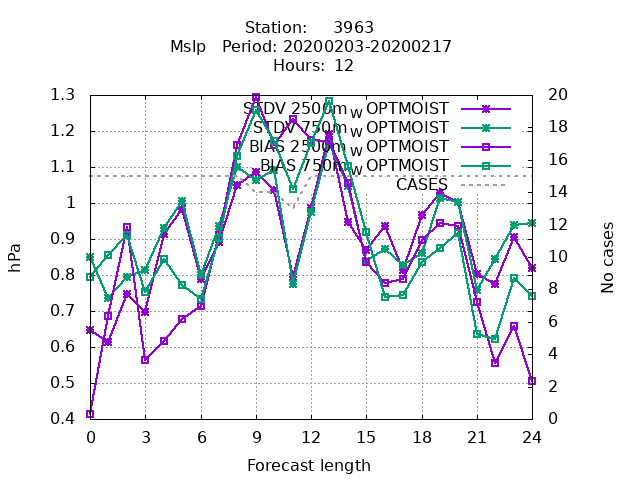 Station: 3963
Mslp Period: 20200203-20200217
Hours: 12
STDV 2500m_W OPTMOIST
STDV 750m_W OPTMOIST
BIAS 2500m_W OPTMOIST
BIAS 750m_W OPTMOIST
CASES
1.3
1.2
1.1
1
0.9
0.8
0.7
0.6
0.5
0.4
20
18
16
14
12
10
8
6
4
2
0
hPa
No cases
0 3 6 9 12 15 18 21 24
Forecast length